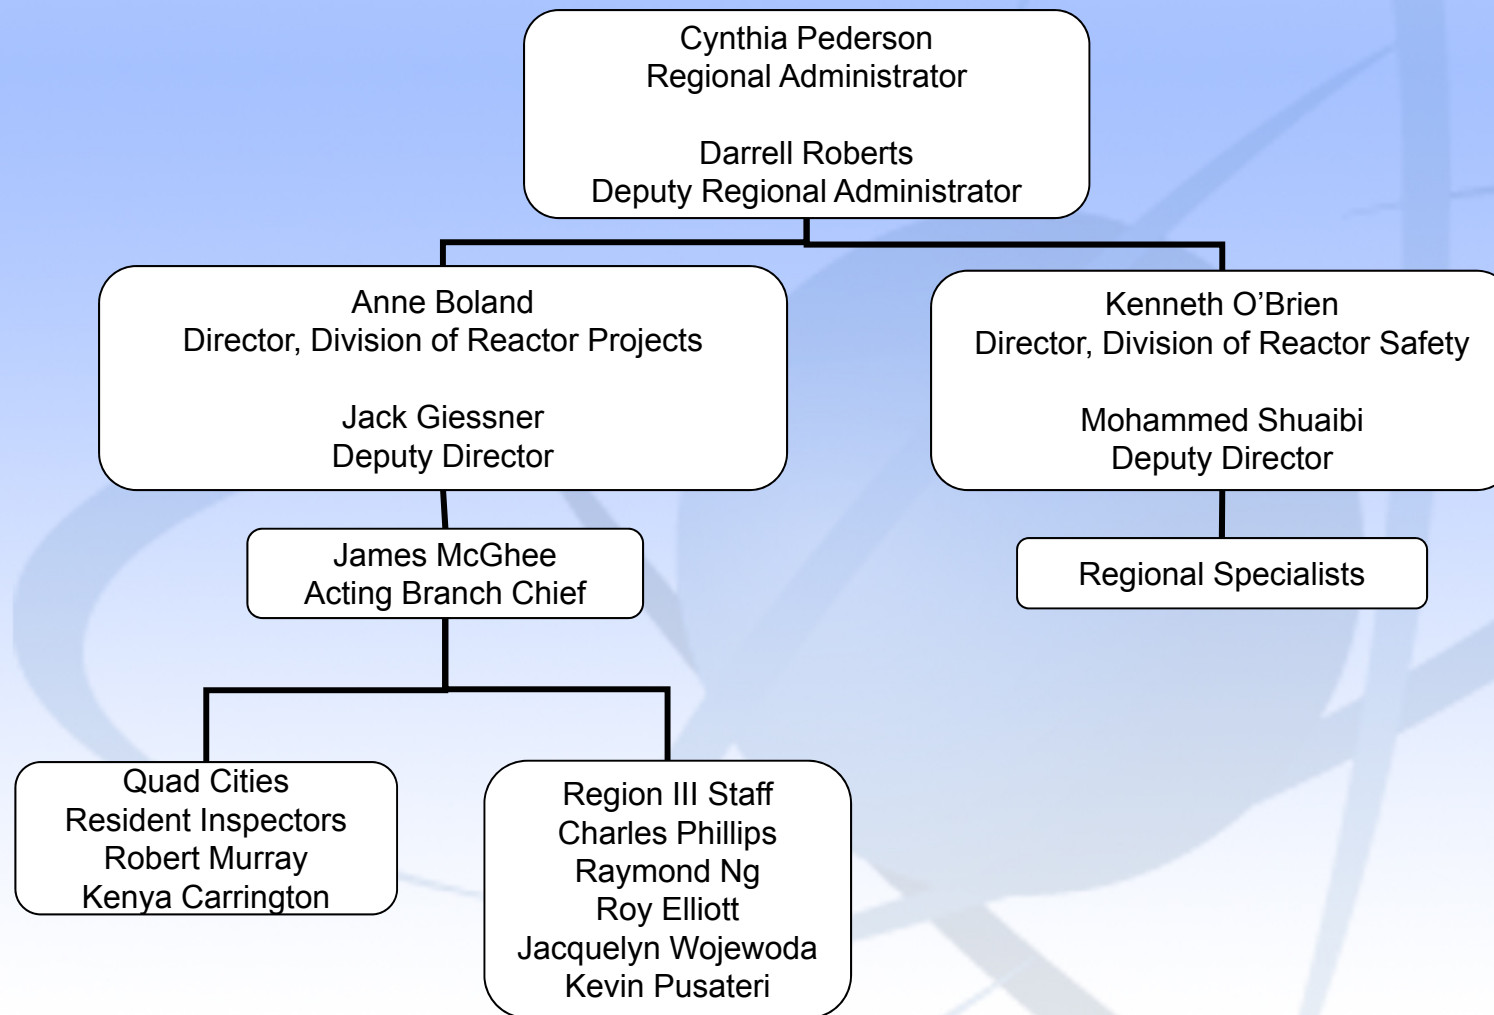 Cynthia Pederson
Regional Administrator
Darrell Roberts
Deputy Regional Administrator
Anne Boland
Director, Division of Reactor Projects
Jack Giessner
Deputy Director
Kenneth O’Brien
Director, Division of Reactor Safety
Mohammed Shuaibi
Deputy Director
James McGhee
Acting Branch Chief
Regional Specialists
Quad Cities
Resident Inspectors
Robert Murray
Kenya Carrington
Region III Staff
Charles Phillips
Raymond Ng
Roy Elliott
Jacquelyn Wojewoda
Kevin Pusateri